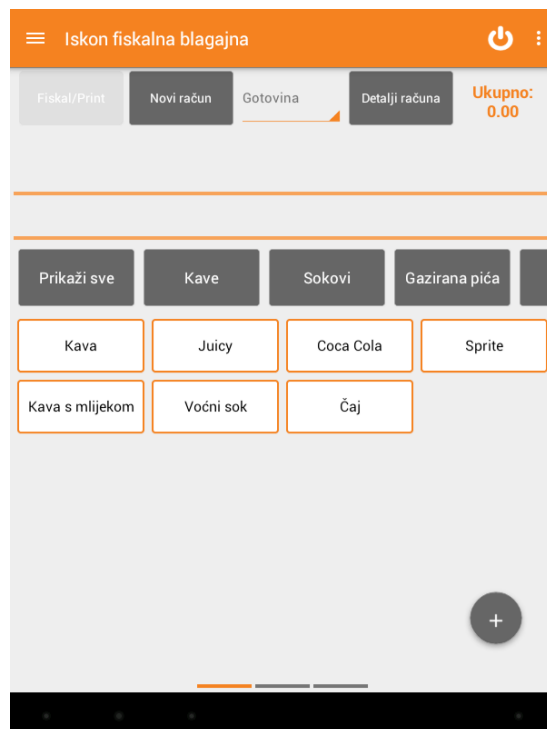 Iskon fiskalna blagajna
Fiskal/Print
Novi račun
Gotovina
Detalji računa
Ukupno:
0.00
Prikaži sve
Kave
Sokovi
Gazirana pića
Kava
Juicy
Coca Cola
Sprite
Kava s mlijekom
Voćni sok
Čaj
+